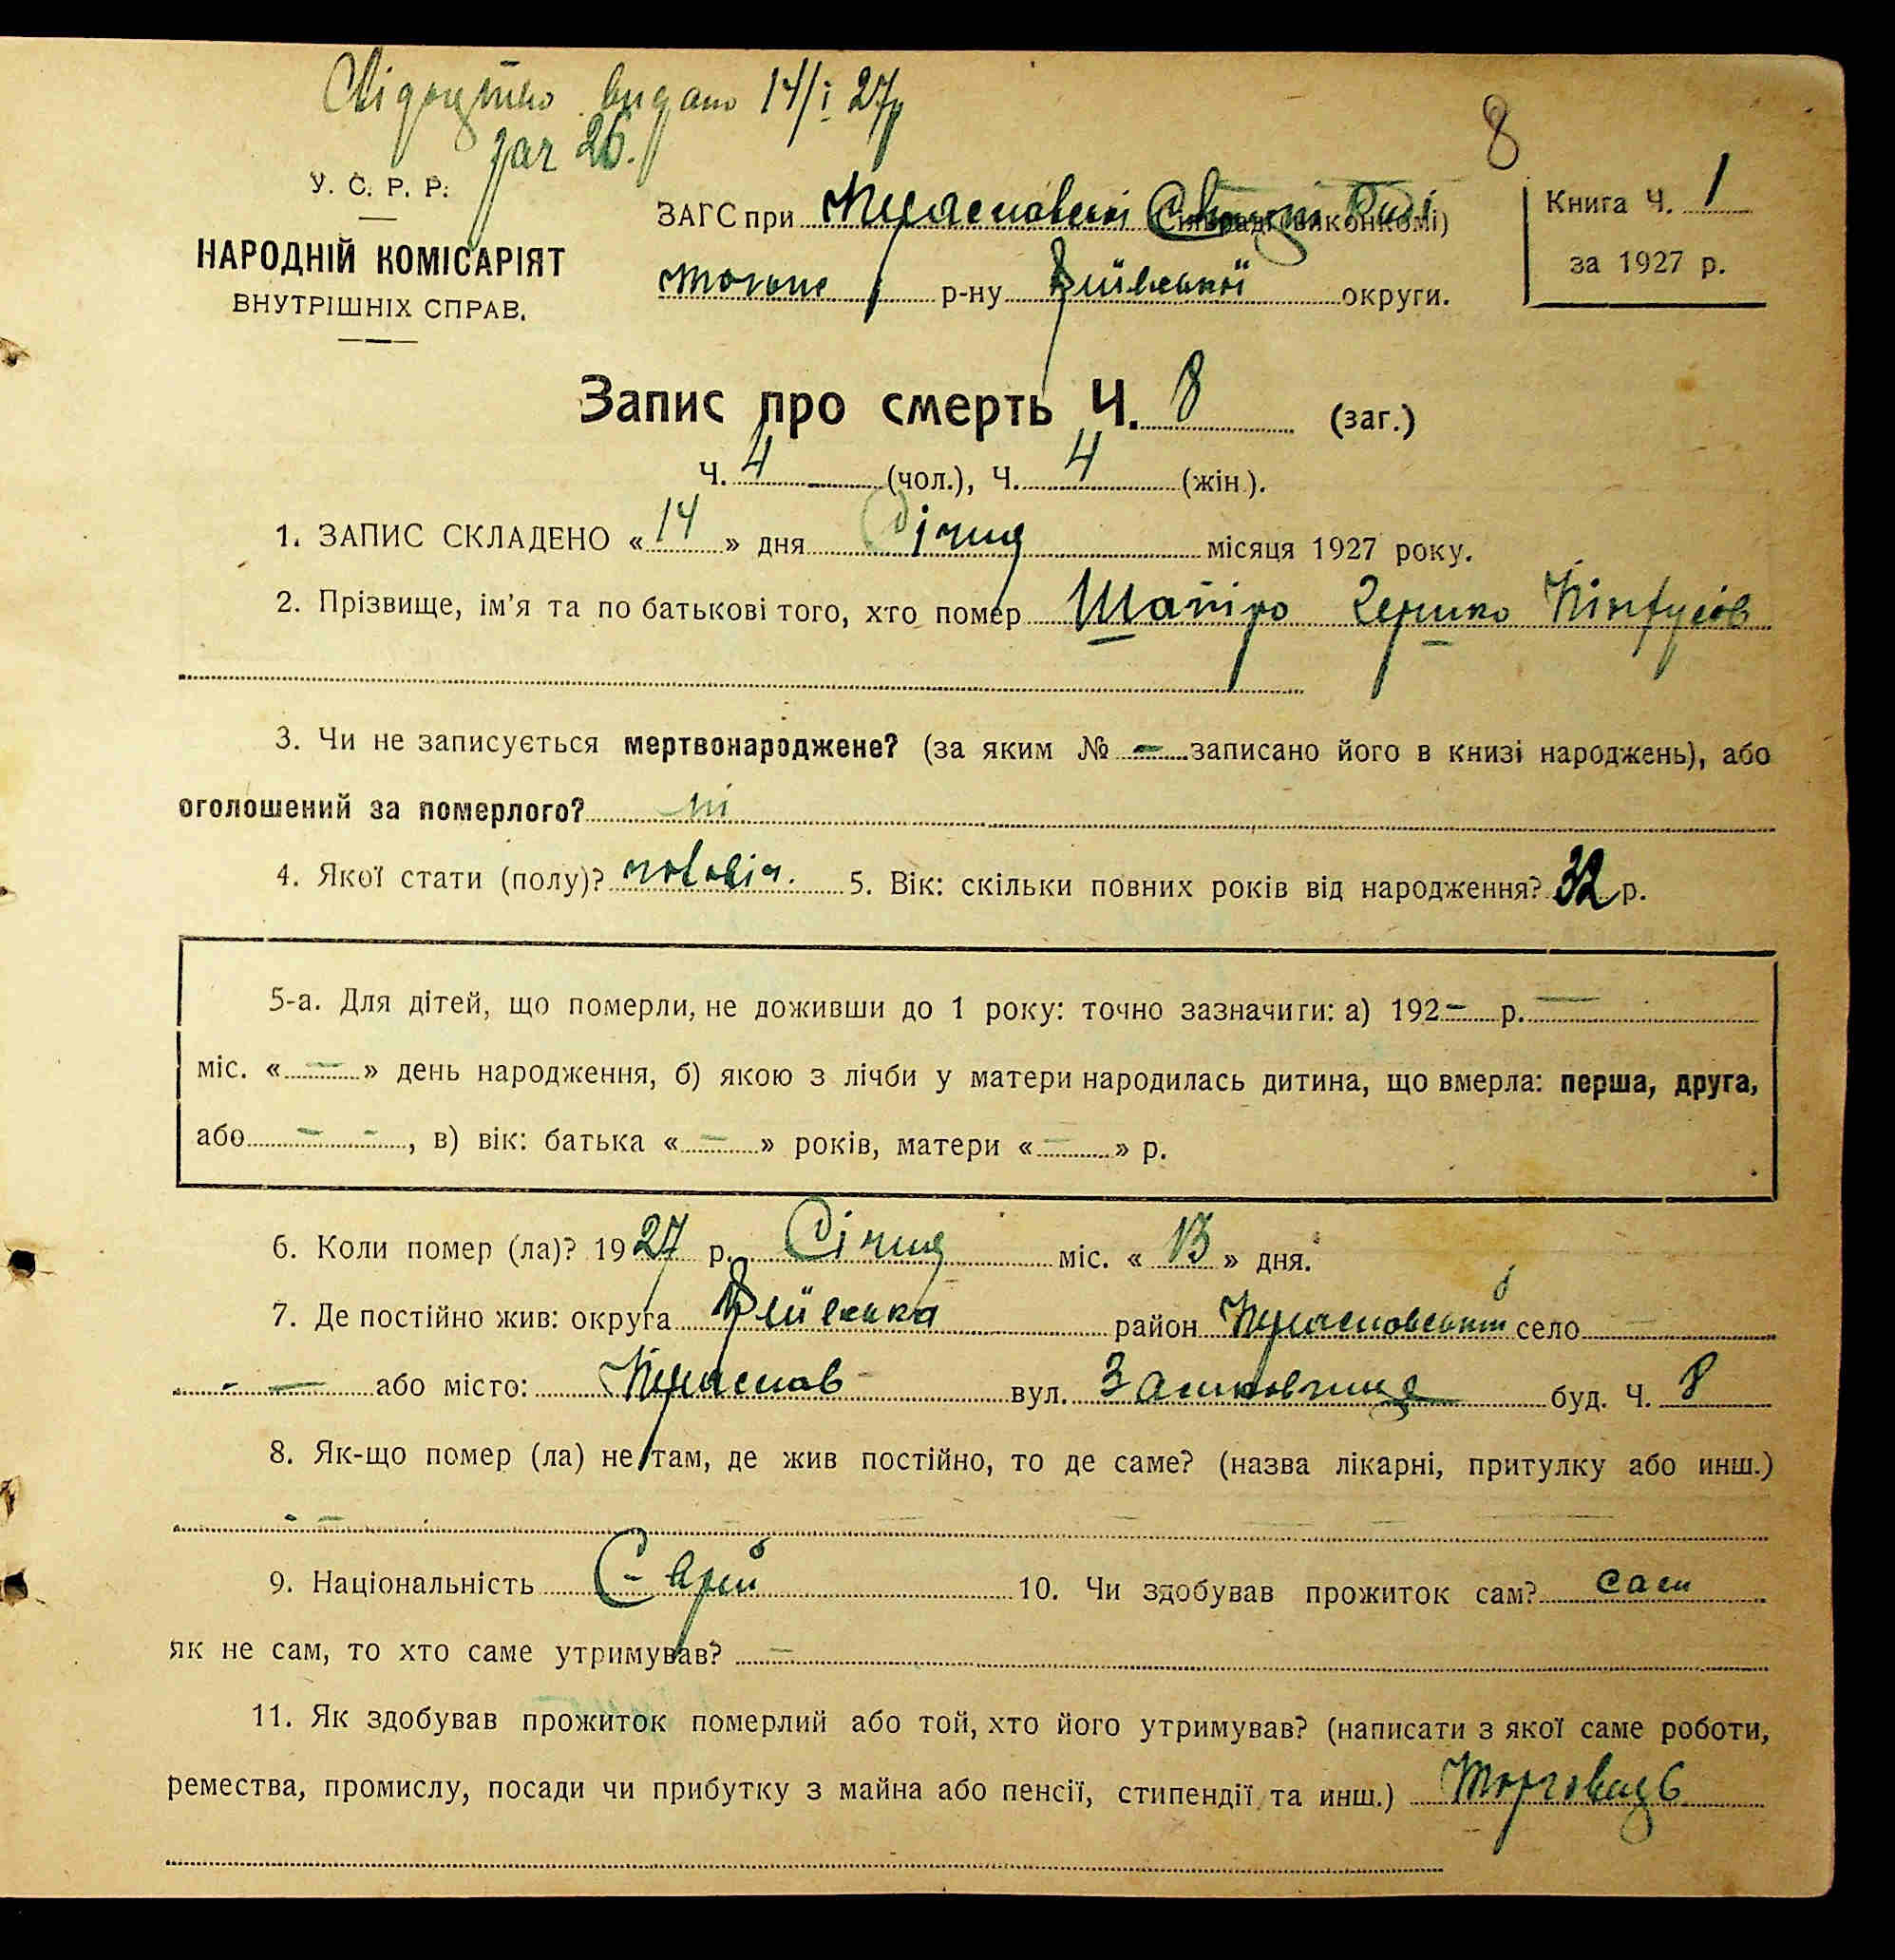 Свідоцтво видано 14/I 27р
зач 26.
8
У. С. Р. Р.
НАРОДНІЙ КОМІСАРІЯТ
ВНУТРІШНІХ СПРАВ.
ЗАГС при (Сільраді, виконкомі)
р-ну округи.
Книга Ч. 1
за 1927 р.
Запис про смерть Ч. 8 (заг.)
Ч. 4 (чол.), Ч. 4 (жін.).
1. ЗАПИС СКЛАДЕНО «14» дня Січня місяця 1927 року.
2. Прізвище, ім'я та по батькові того, хто помер Шапіро Гершко
3. Чи не записується мертвонароджене? (за яким № – записано його в книзі народжень), або
оголошений за померлого? ні
4. Якої стати (полу)? чоловіч. 5. Вік: скільки повних років від народження? 32 р.
5-а. Для дітей, що померли, не доживши до 1 року: точно зазначити: а) 192– р. —
міс. «—» день народження, б) якою з лічби у матери народилась дитина, що вмерла: перша, друга,
або – -, в) вік: батька «–» років, матери «–» р.
6. Коли помер (ла)? 1927 р. Січня міс. «13» дня.
7. Де постійно жив: округа район село —
- — або місто: вул. буд. Ч. 8
8. Як-що помер (ла) не там, де жив постійно, то де саме? (назва лікарні, притулку або инш.)
- –
9. Національність Єврей 10. Чи здобував прожиток сам? сам
як не сам, то хто саме утримував? –
11. Як здобував прожиток померлий або той, хто його утримував? (написати з якої саме роботи,
ремества, промислу, посади чи прибутку з майна або пенсії, стипендії та инш.) Торговець